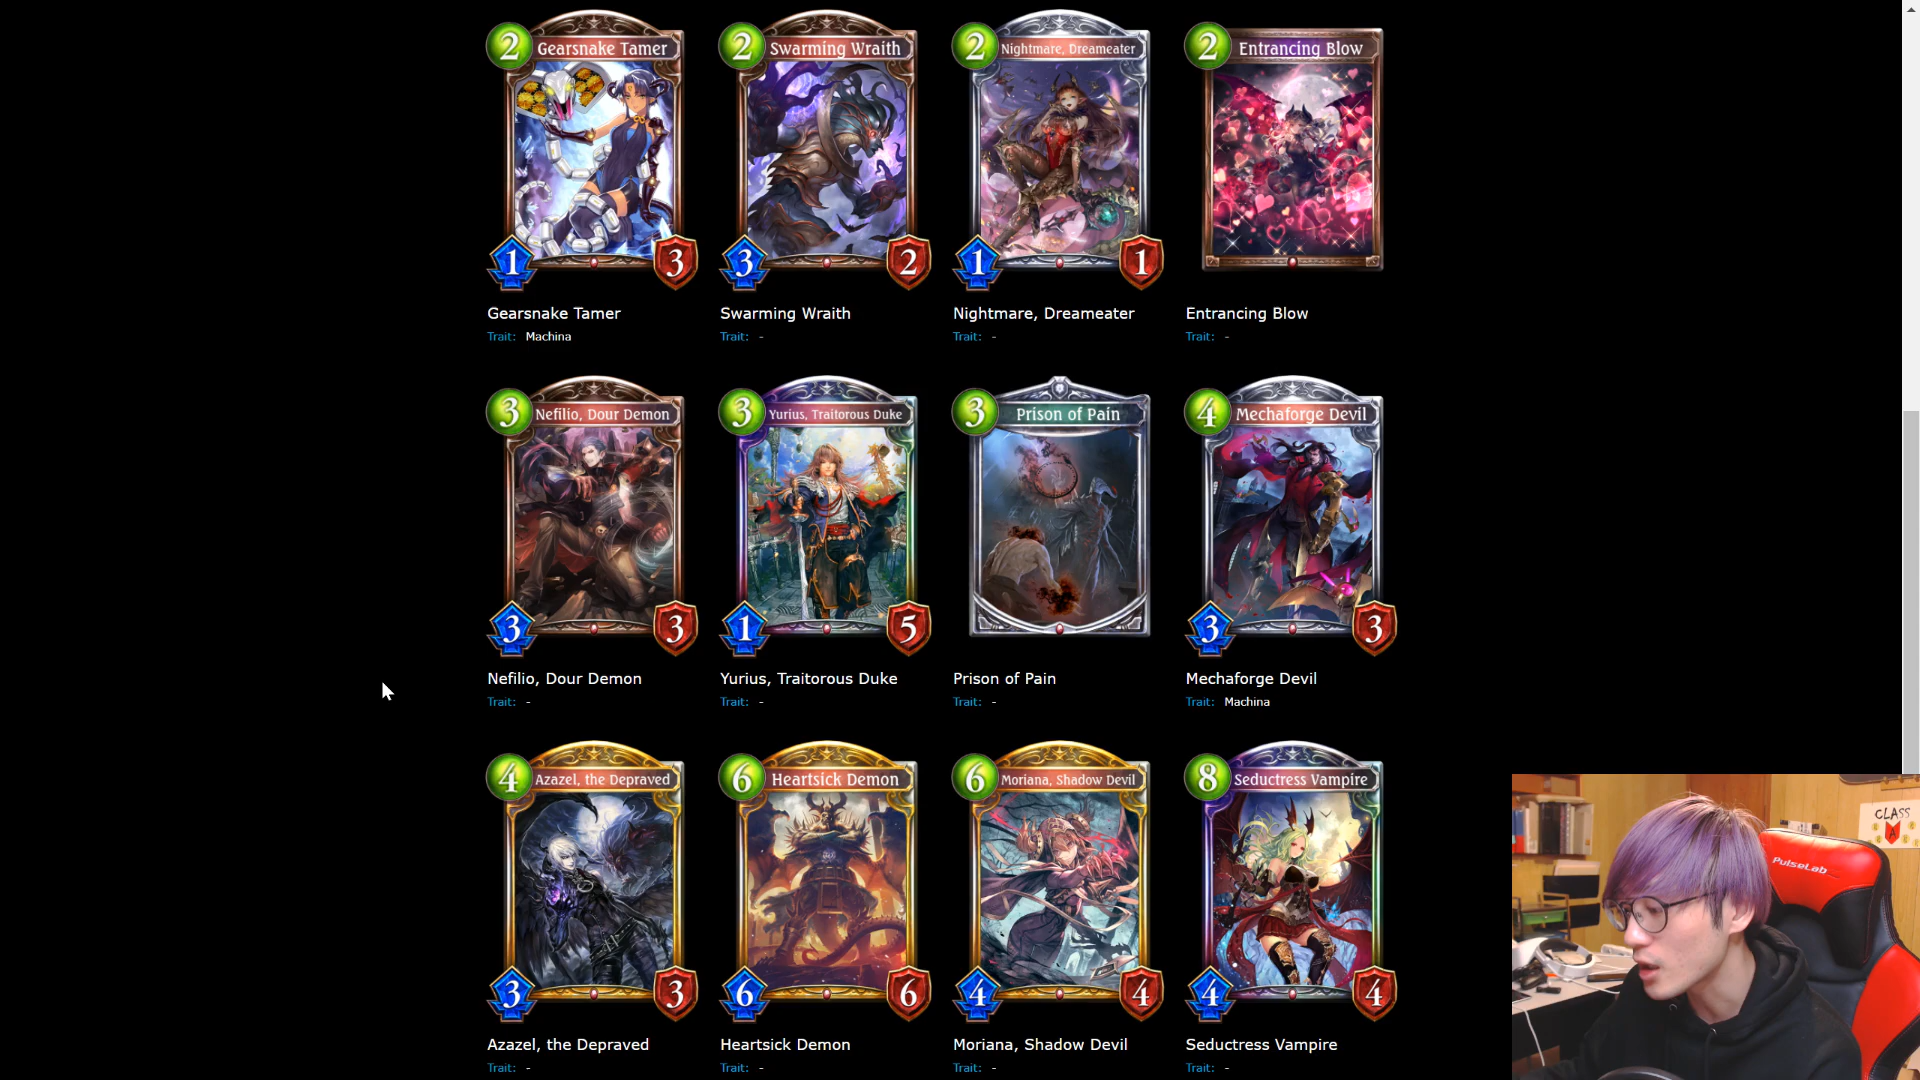 2 Gearsnake Tamer 1 3
2 Swarming Wraith 3 2
2 Nightmare, Dreameater 1 1
2 Entrancing Blow
Gearsnake Tamer
Trait: Machina
Swarming Wraith
Trait: -
Nightmare, Dreameater
Trait: -
Entrancing Blow
Trait: -
3 Nefilio, Dour Demon 3 3
3 Yurius, Traitorous Duke 1 5
3 Prison of Pain
4 Mechaforge Devil 3 3
Nefilio, Dour Demon
Trait: -
Yurius, Traitorous Duke
Trait: -
Prison of Pain
Trait: -
Mechaforge Devil
Trait: Machina
4 Azazel, the Depraved 3 3
6 Heartsick Demon 6 6
6 Moriana, Shadow Devil 4 4
8 Seductress Vampire 4 4
Azazel, the Depraved
Trait: -
Heartsick Demon
Trait: -
Moriana, Shadow Devil
Trait: -
Seductress Vampire
Trait: -
CLASS
A
PulseLab